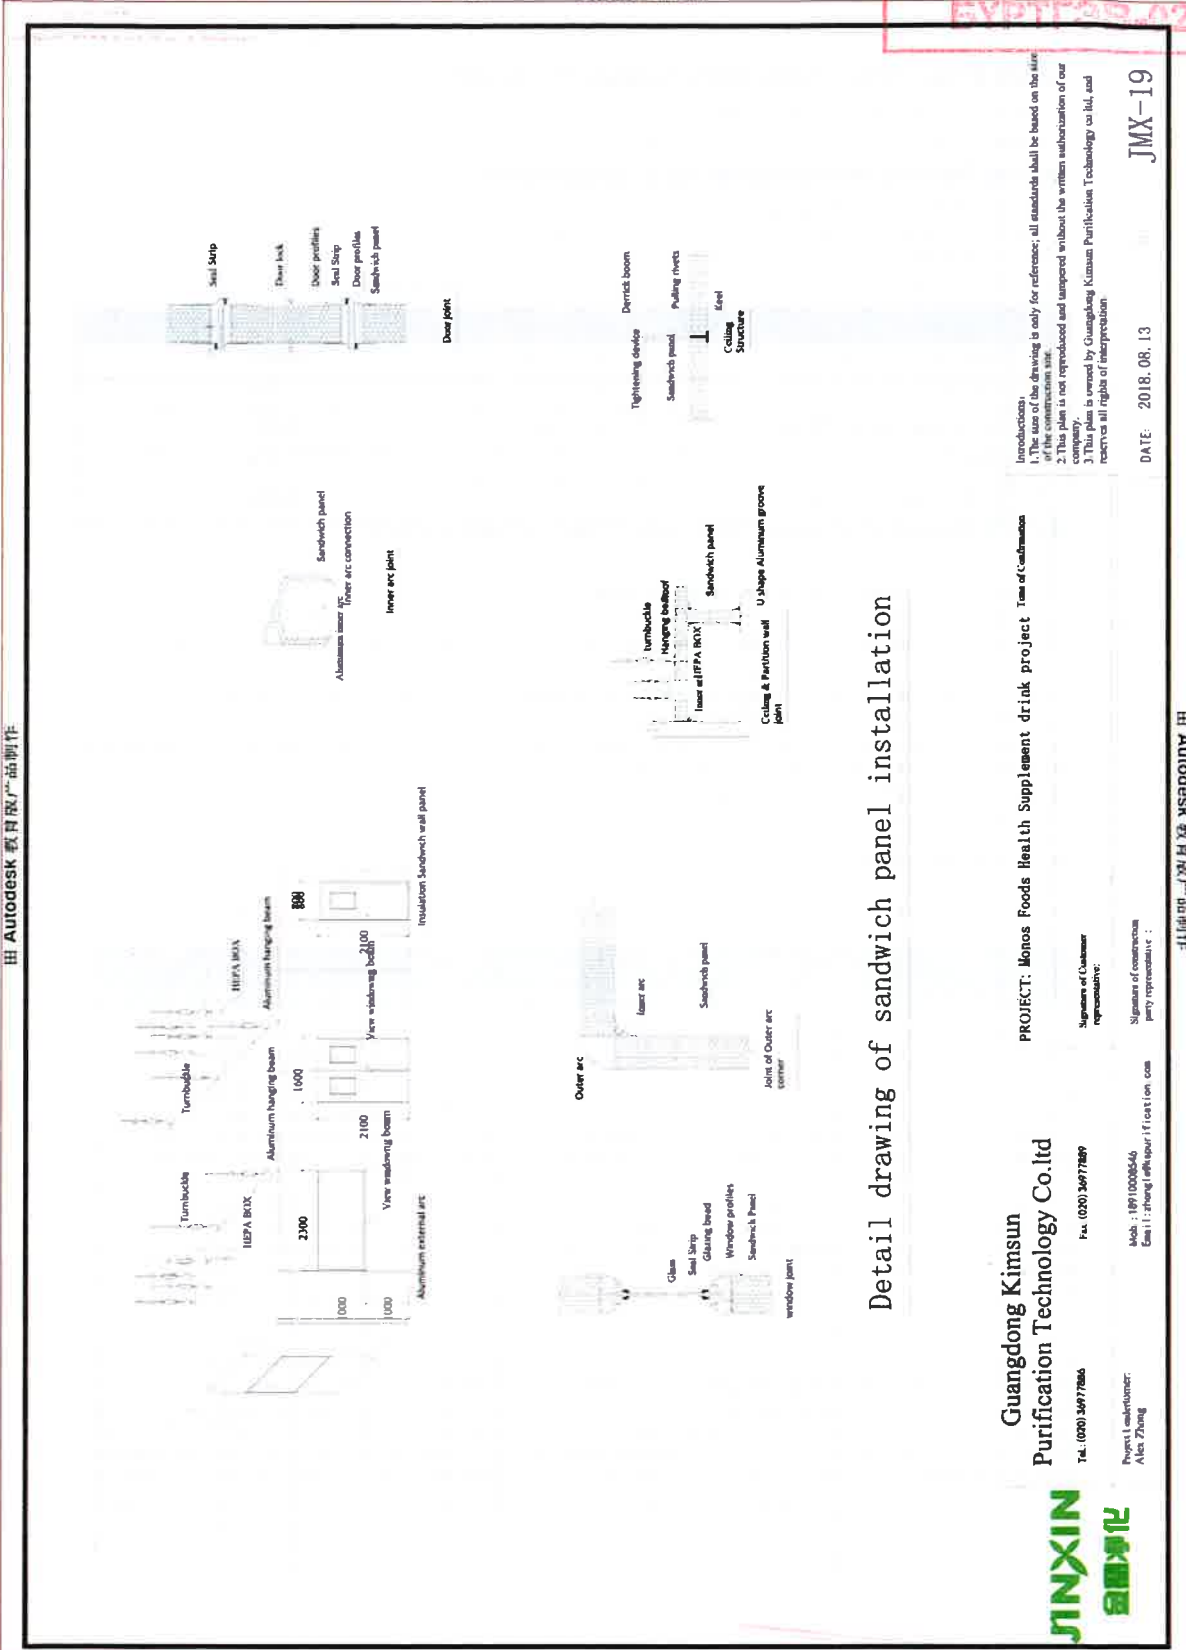 由 Autodesk 教育版产品制作
Turnbuckle
HEPA BOX
2300
1000
1000
Aluminum external arc
Turnbuckle
Aluminum hanging beam
1600
2100
View windowing beam
HEPA BOX
Aluminum hanging beam
800
2100
View windowing beam
Insulation Sandwich wall panel
Sandwich panel
Inner arc connection
Aluminum inner arc
Inner arc joint
Seal Strip
Door lock
Door profiles
Seal Strip
Door profiles
Sandwich panel
Door joint
Glass
Seal Strip
Glazing bead
Window profiles
Sandwich Panel
window joint
Outer arc
Inner arc
Sandwich panel
Joint of Outer arc
corner
turnbuckle
HEPA BOX
Sandwich panel
U shape Aluminum groove
Ceiling & Partition wall
joint
Derrick boom
Tightening device
Pulling rivets
Sandwich panel
Keel
Ceiling
Structure
Detail drawing of sandwich panel installation
JINXIN
Guangdong Kimsun
Purification Technology Co.ltd
Tel.:(020) 36977886
Fax. (020) 36977889
Alex Zhong
Mob : 18910008546
PROJECT: Monos Foods Health Supplement drink project
Time of Confirmation
Signature of Customer
representative:
Signature of construction
party representative :
Introductions:
1.The size of the drawing is only for reference; all standards shall be based on the size
of the construction site.
2.This plan is not reproduced and tampered without the written authorization of our
company.
3.This plan is owned by Guangdong Kimsun Purification Technology co ltd, and
reserves all rights of interpretation.
DATE: 2018.08.13
JMX-19